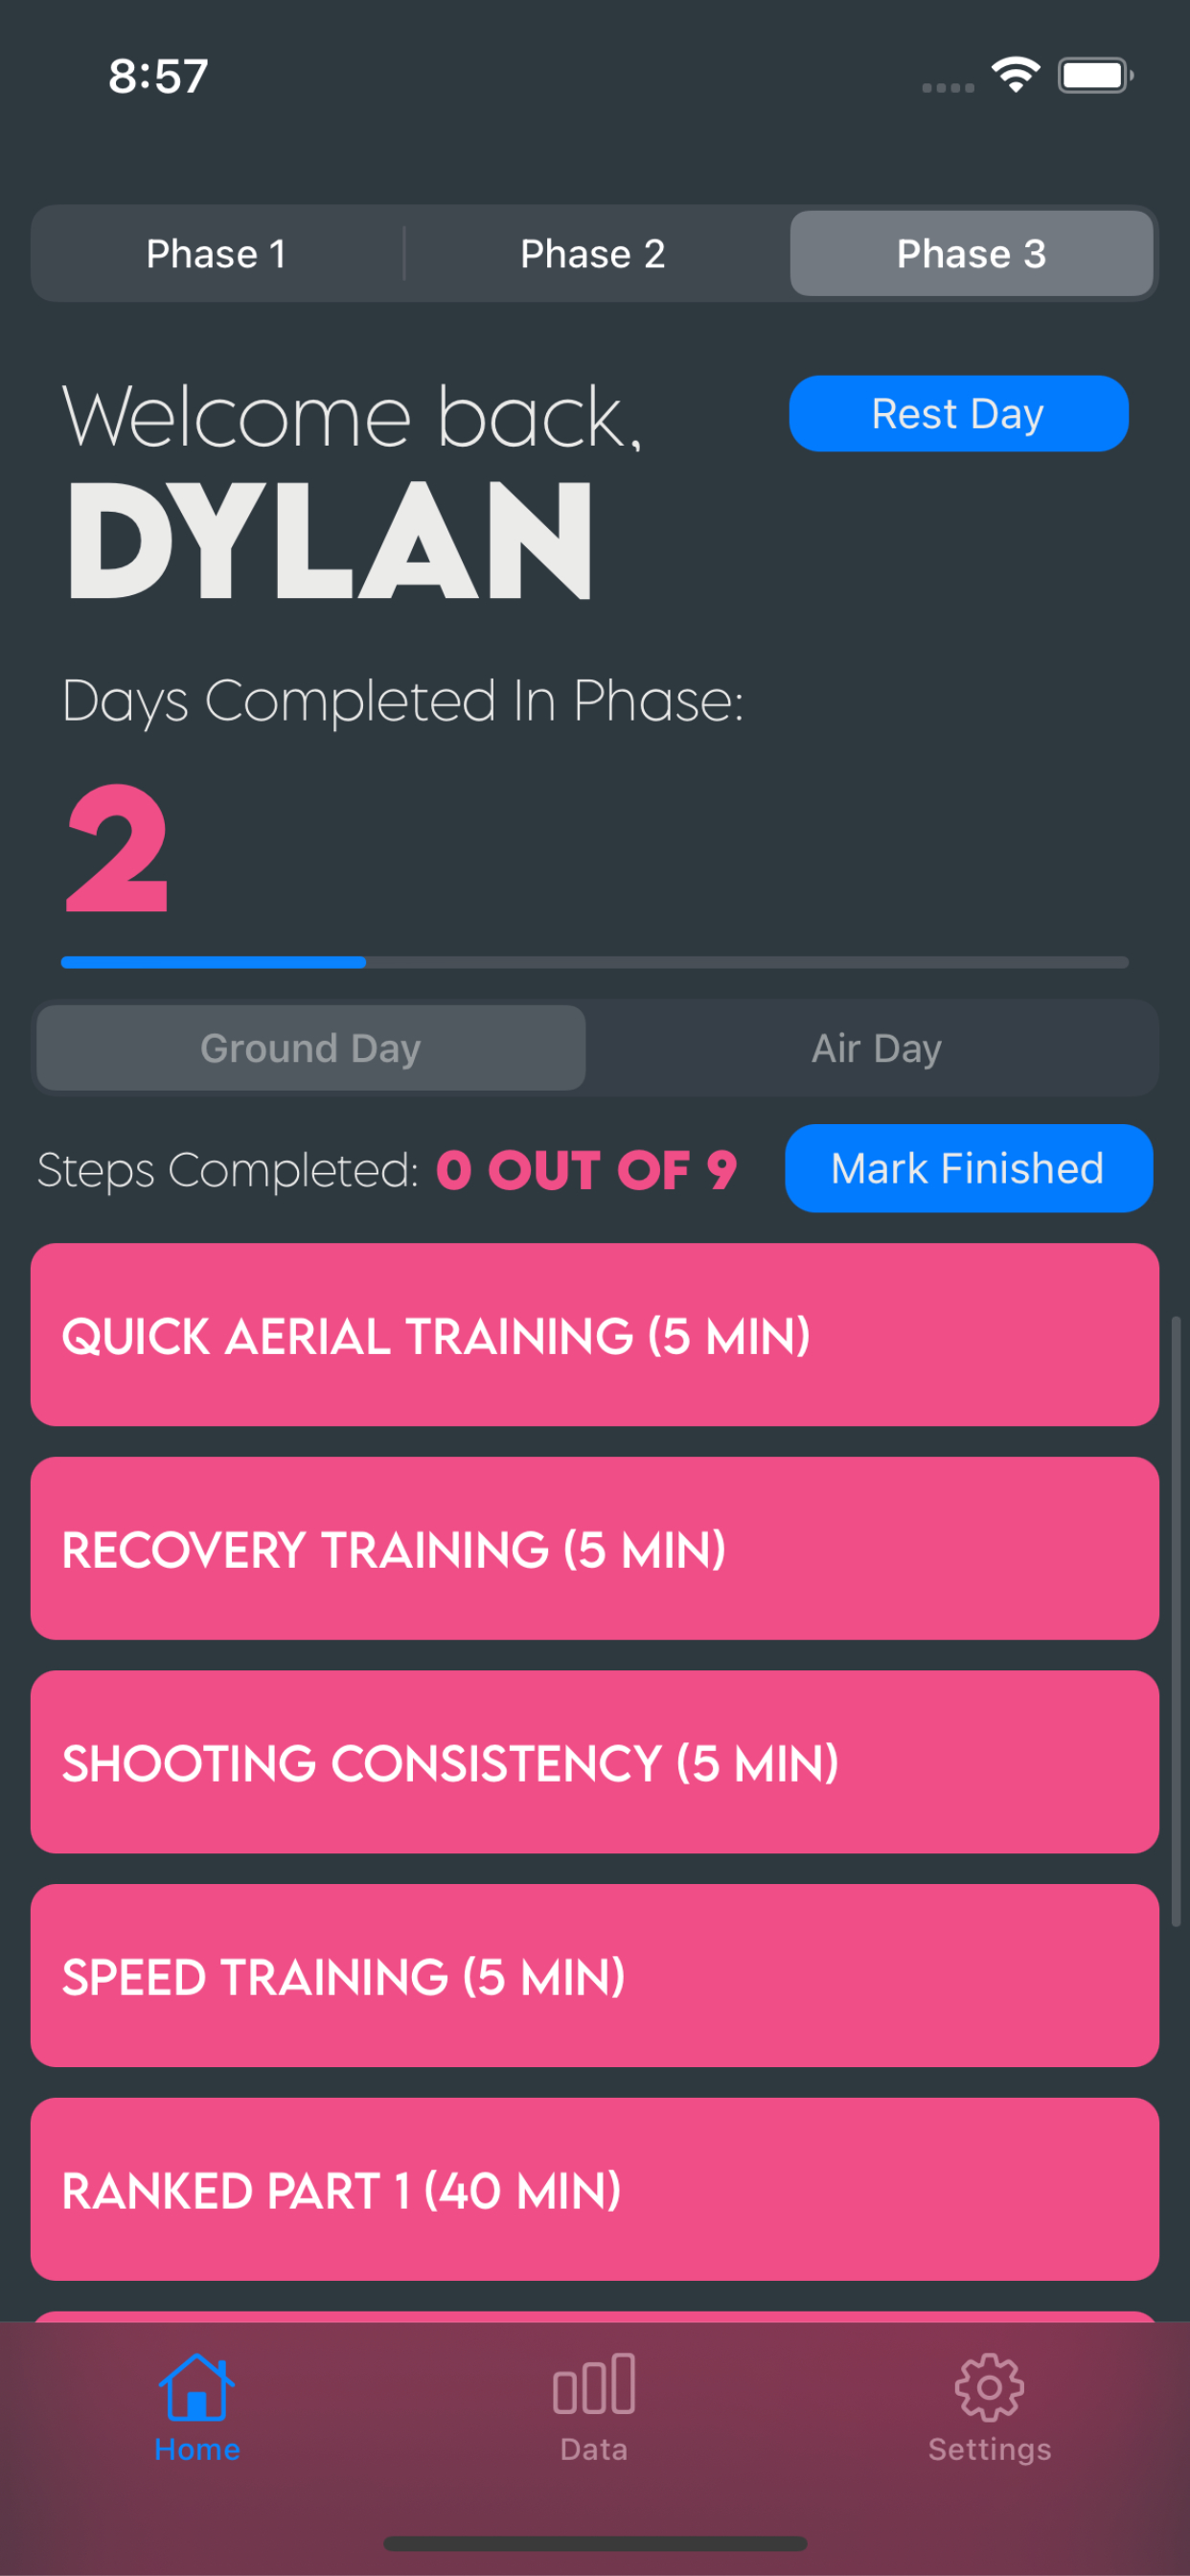 8:57
Phase 1
Phase 2
Phase 3
Welcome back,
Rest Day
DYLAN
Days Completed In Phase:
2
Ground Day
Air Day
Steps Completed: 0 OUT OF 9
Mark Finished
QUICK AERIAL TRAINING (5 MIN)
RECOVERY TRAINING (5 MIN)
SHOOTING CONSISTENCY (5 MIN)
SPEED TRAINING (5 MIN)
RANKED PART 1 (40 MIN)
Home
Data
Settings